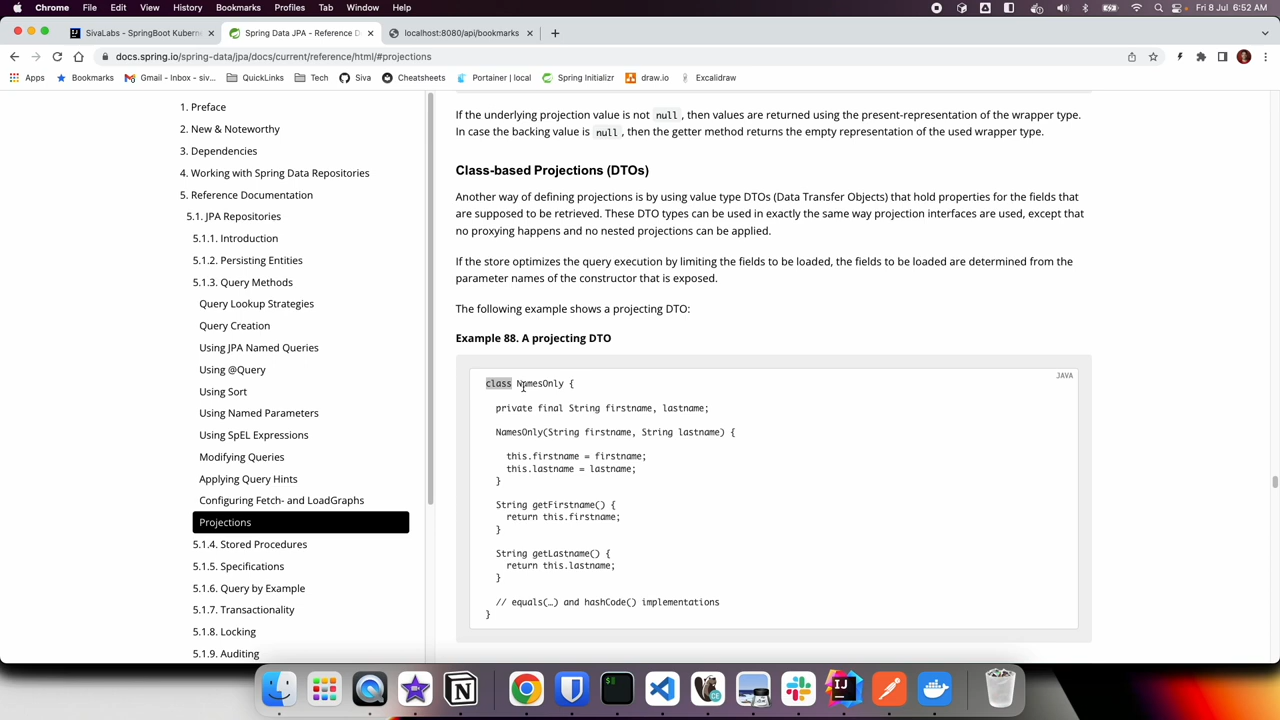 Chrome File Edit View History Bookmarks Profiles Tab Window Help Fri 8 Jul 6:52 AM
SivaLabs - SpringBoot Kubern
Spring Data JPA - Reference D
localhost:8080/api/bookmarks
docs.spring.io/spring-data/jpa/docs/current/reference/html/#projections
Apps Bookmarks Gmail - Inbox - siv... QuickLinks Tech Siva Cheatsheets Portainer | local Spring Initializr draw.io Excalidraw
1. Preface
2. New & Noteworthy
3. Dependencies
4. Working with Spring Data Repositories
5. Reference Documentation
5.1. JPA Repositories
5.1.1. Introduction
5.1.2. Persisting Entities
5.1.3. Query Methods
Query Lookup Strategies
Query Creation
Using JPA Named Queries
Using @Query
Using Sort
Using Named Parameters
Using SpEL Expressions
Modifying Queries
Applying Query Hints
Configuring Fetch- and LoadGraphs
Projections
5.1.4. Stored Procedures
5.1.5. Specifications
5.1.6. Query by Example
5.1.7. Transactionality
5.1.8. Locking
5.1.9. Auditing
If the underlying projection value is not null, then values are returned using the present-representation of the wrapper type.
In case the backing value is null, then the getter method returns the empty representation of the used wrapper type.
Class-based Projections (DTOs)
Another way of defining projections is by using value type DTOs (Data Transfer Objects) that hold properties for the fields that
are supposed to be retrieved. These DTO types can be used in exactly the same way projection interfaces are used, except that
no proxying happens and no nested projections can be applied.
If the store optimizes the query execution by limiting the fields to be loaded, the fields to be loaded are determined from the
parameter names of the constructor that is exposed.
The following example shows a projecting DTO:
Example 88. A projecting DTO
JAVA
class NamesOnly {
private final String firstname, lastname;
NamesOnly(String firstname, String lastname) {
this.firstname = firstname;
this.lastname = lastname;
}
String getFirstname() {
return this.firstname;
}
String getLastname() {
return this.lastname;
}
// equals(…) and hashCode() implementations
}